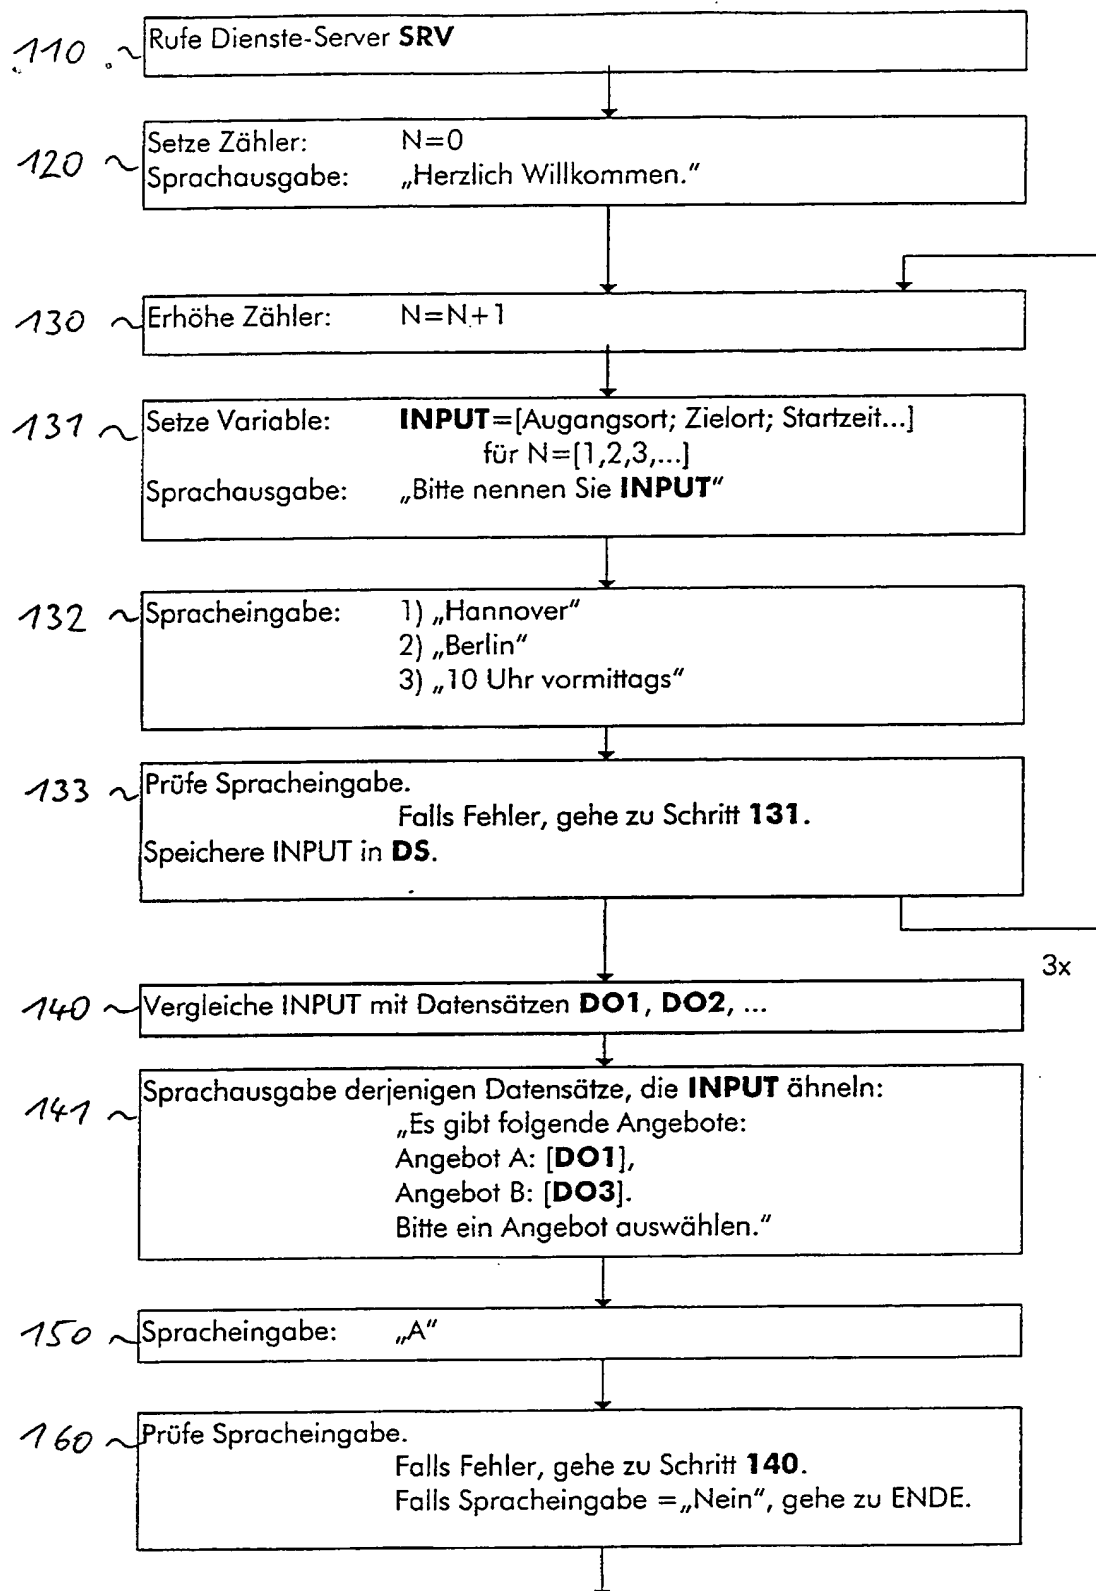 110 Rufe Dienste-Server SRV
120 Setze Zähler: N=0
Sprachausgabe: „Herzlich Willkommen.“
130 Erhöhe Zähler: N=N+1
131 Setze Variable: INPUT=[Augangsort; Zielort; Startzeit...]
für N=[1,2,3,...]
Sprachausgabe: „Bitte nennen Sie INPUT“
132 Spracheingabe: 1) „Hannover“
2) „Berlin“
3) „10 Uhr vormittags“
133 Prüfe Spracheingabe.
Falls Fehler, gehe zu Schritt 131.
Speichere INPUT in DS.
3x
140 Vergleiche INPUT mit Datensätzen DO1, DO2, ...
141 Sprachausgabe derjenigen Datensätze, die INPUT ähneln:
„Es gibt folgende Angebote:
Angebot A: [DO1],
Angebot B: [DO3].
Bitte ein Angebot auswählen.“
150 Spracheingabe: „A“
160 Prüfe Spracheingabe.
Falls Fehler, gehe zu Schritt 140.
Falls Spracheingabe =„Nein“, gehe zu ENDE.